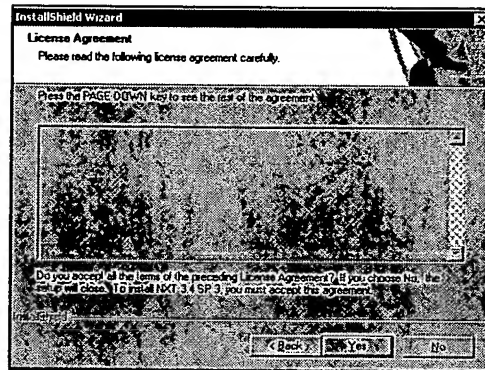 InstallShield Wizard
License Agreement
Please read the following license agreement carefully.
Press the PAGE DOWN key to see the rest of the agreement.
Do you accept all the terms of the preceding License Agreement? If you choose No, the
setup will close. To install NXT 3.4 SP 3, you must accept this agreement.
InstallShield
< Back
Yes
No